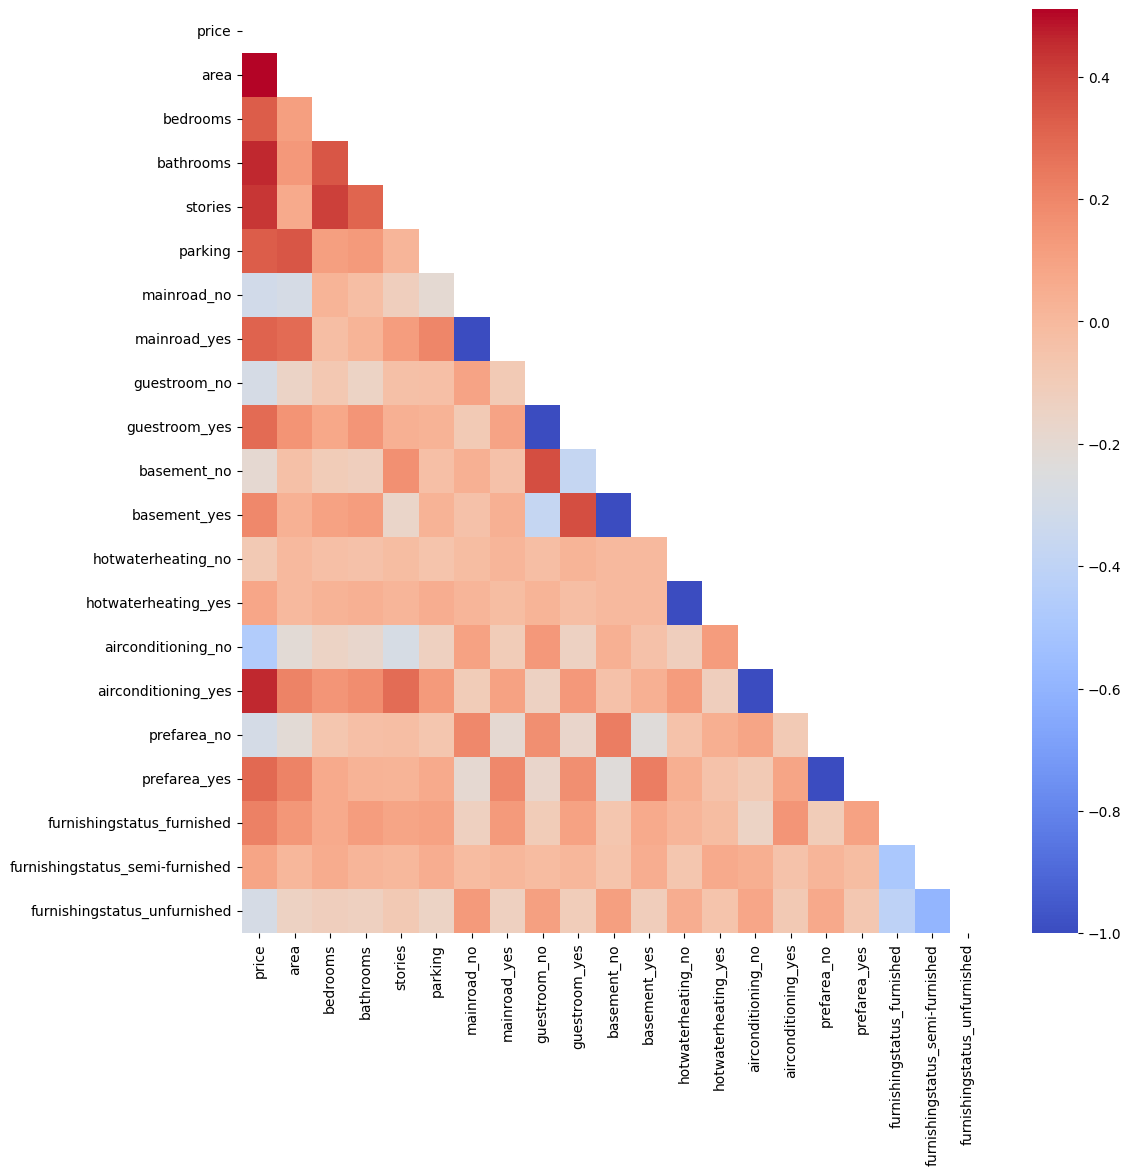 price
area
bedrooms
bathrooms
stories
parking
mainroad_no
mainroad_yes
guestroom_no
guestroom_yes
basement_no
basement_yes
hotwaterheating_no
hotwaterheating_yes
airconditioning_no
airconditioning_yes
prefarea_no
prefarea_yes
furnishingstatus_furnished
furnishingstatus_semi-furnished
furnishingstatus_unfurnished
price
area
bedrooms
bathrooms
stories
parking
mainroad_no
mainroad_yes
guestroom_no
guestroom_yes
basement_no
basement_yes
hotwaterheating_no
hotwaterheating_yes
airconditioning_no
airconditioning_yes
prefarea_no
prefarea_yes
furnishingstatus_furnished
furnishingstatus_semi-furnished
furnishingstatus_unfurnished
0.4
0.2
0.0
−0.2
−0.4
−0.6
−0.8
−1.0